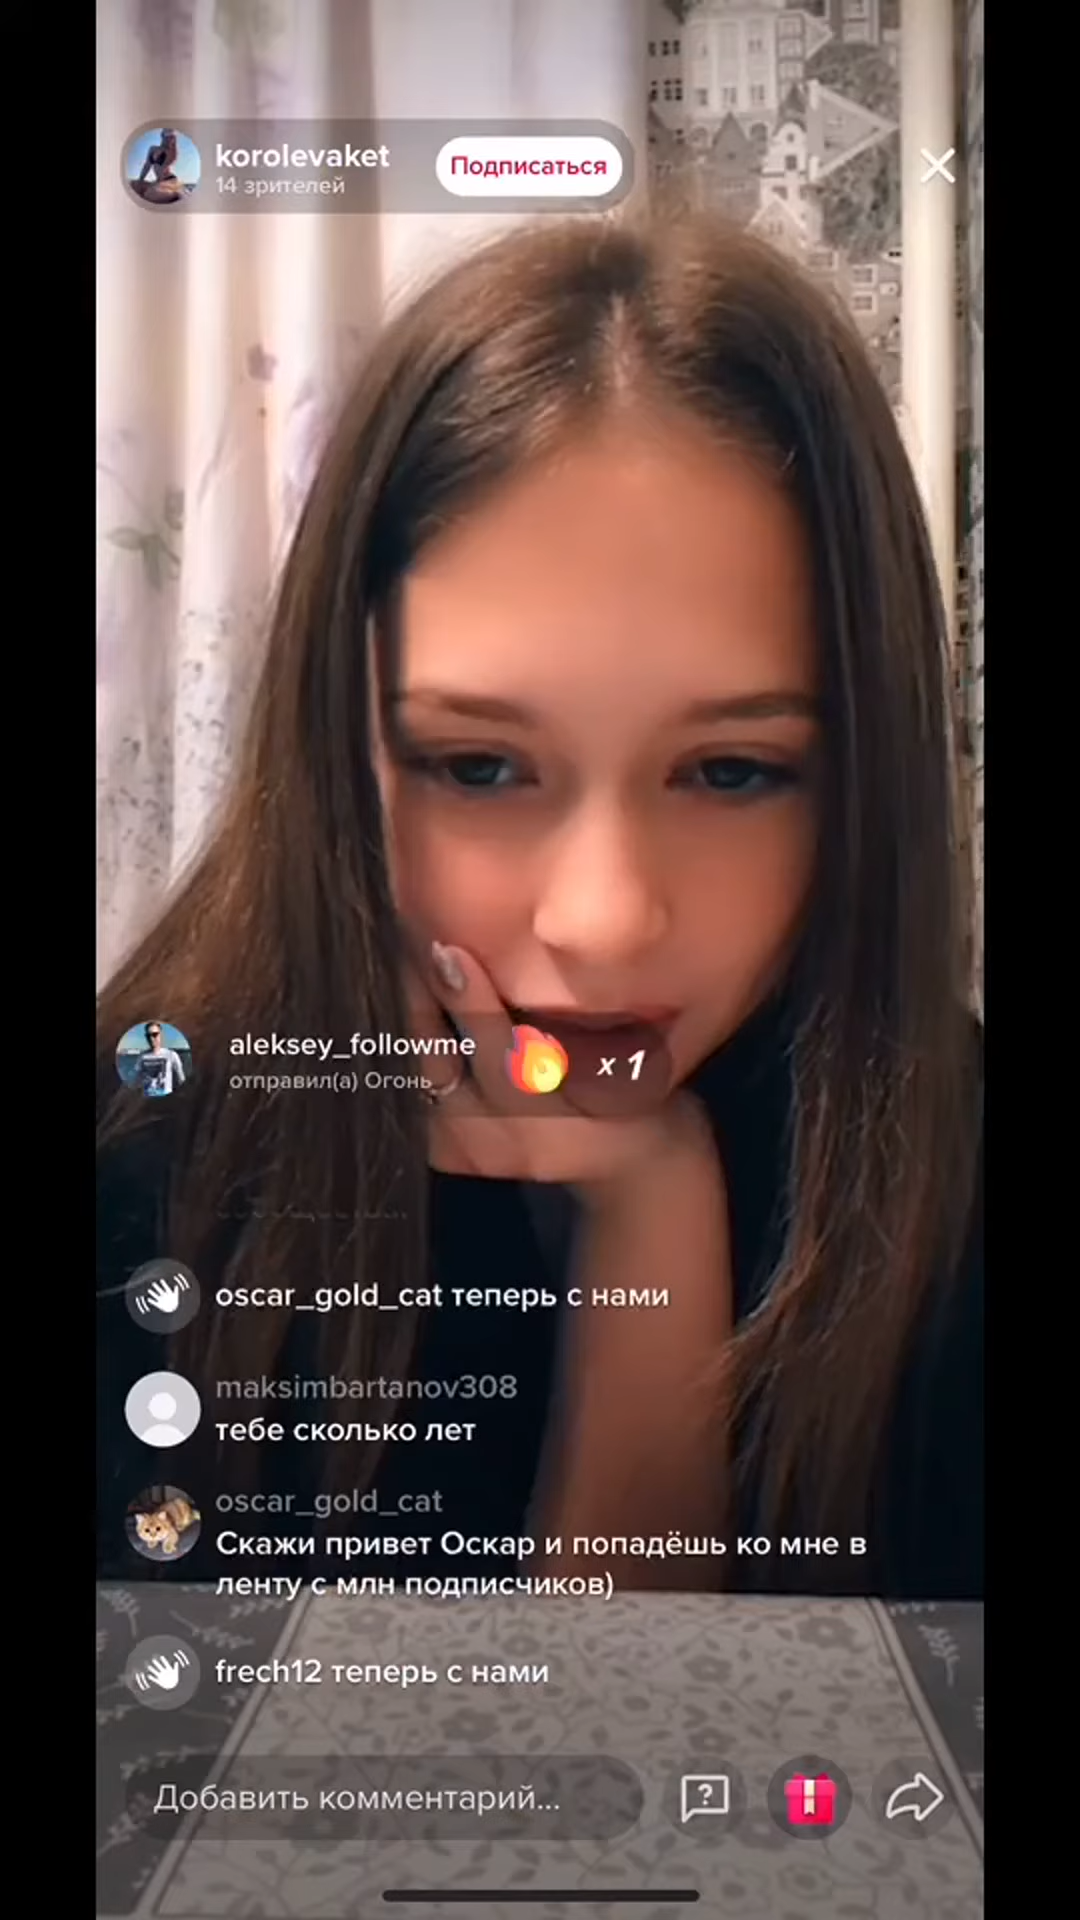 korolevaket
14 зрителей
Подписаться
aleksey_followme
отправил(а) Огонь
x 1
oscar_gold_cat теперь с нами
maksimbartanov308
тебе сколько лет
oscar_gold_cat
Скажи привет Оскар и попадёшь ко мне в
ленту с млн подписчиков)
frech12 теперь с нами
Добавить комментарий...